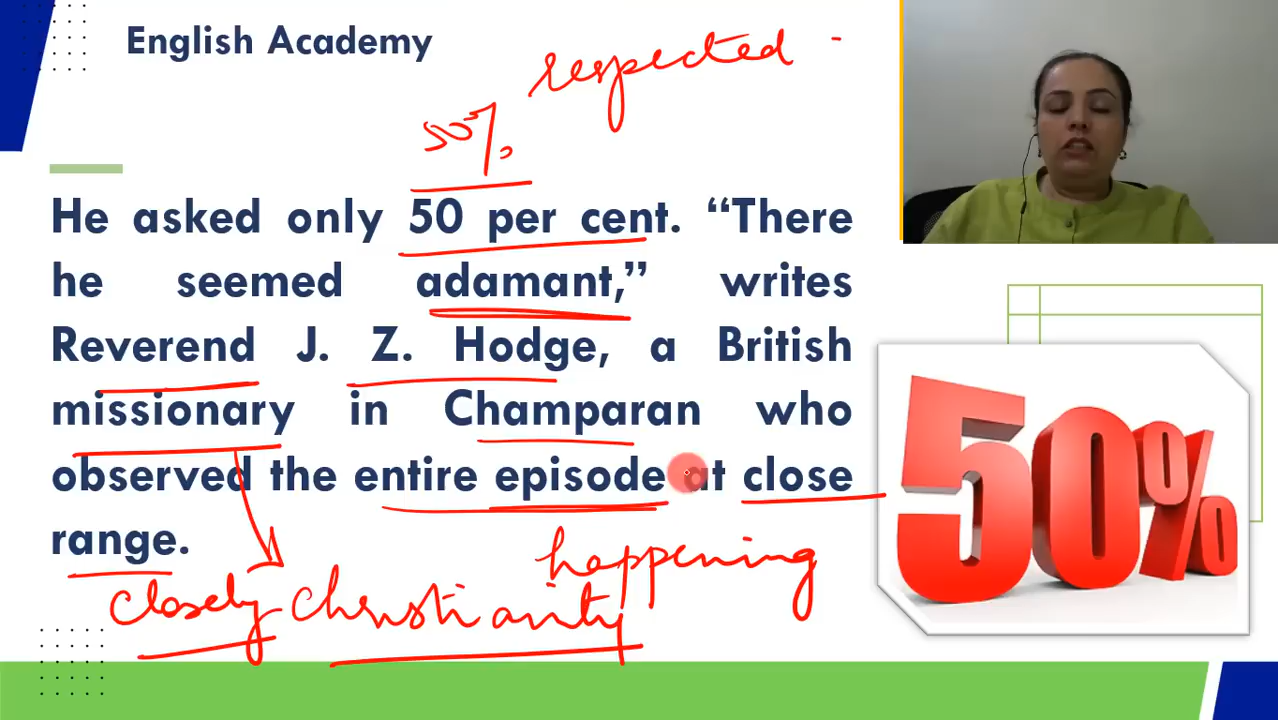 English Academy
respected -
50%
He asked only 50 per cent. “There
he seemed adamant,” writes
Reverend J. Z. Hodge, a British
missionary in Champaran who
observed the entire episode at close
range.
happening
closely Christianity
50%